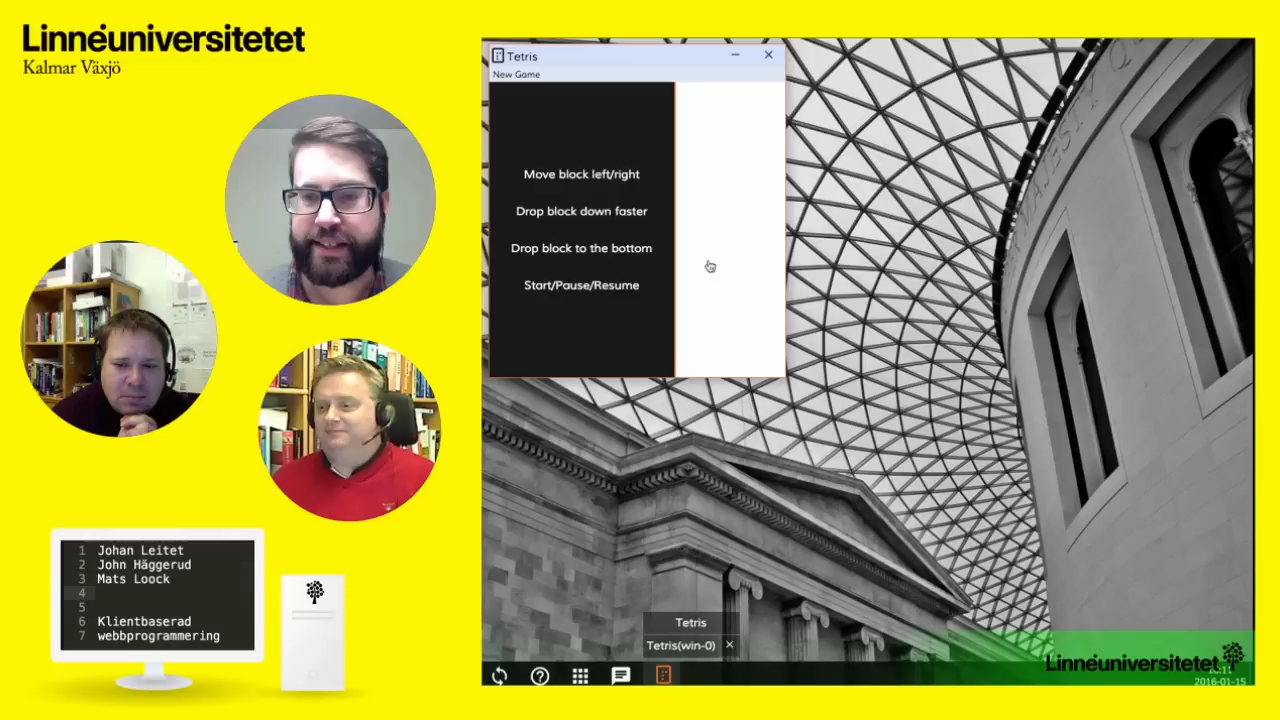 Linnéuniversitetet
Kalmar Växjö
Tetris
New Game
Move block left/right
Drop block down faster
Drop block to the bottom
Start/Pause/Resume
1 Johan Leitet
2 John Häggerud
3 Mats Loock
4
5
6 Klientbaserad
7 webbprogrammering
Tetris
Tetris(win-0) ×
Linnéuniversitetet
2016-01-15